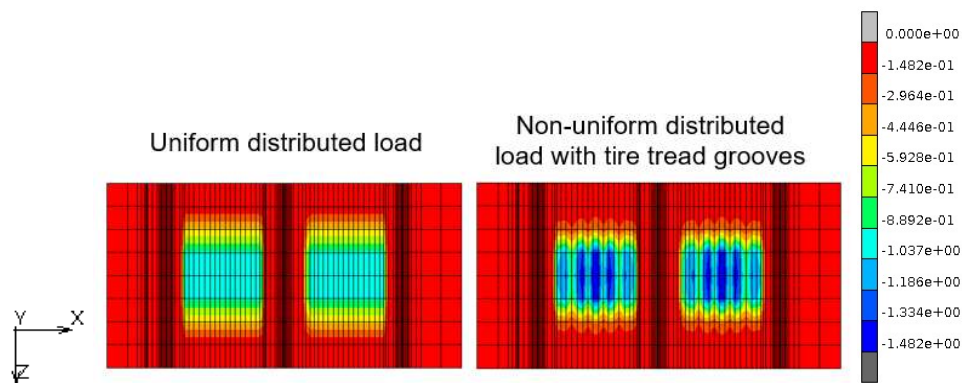 Uniform distributed load
Non-uniform distributed
load with tire tread grooves
0.000e+00
-1.482e-01
-2.964e-01
-4.446e-01
-5.928e-01
-7.410e-01
-8.892e-01
-1.037e+00
-1.186e+00
-1.334e+00
-1.482e+00
Y
X
Z